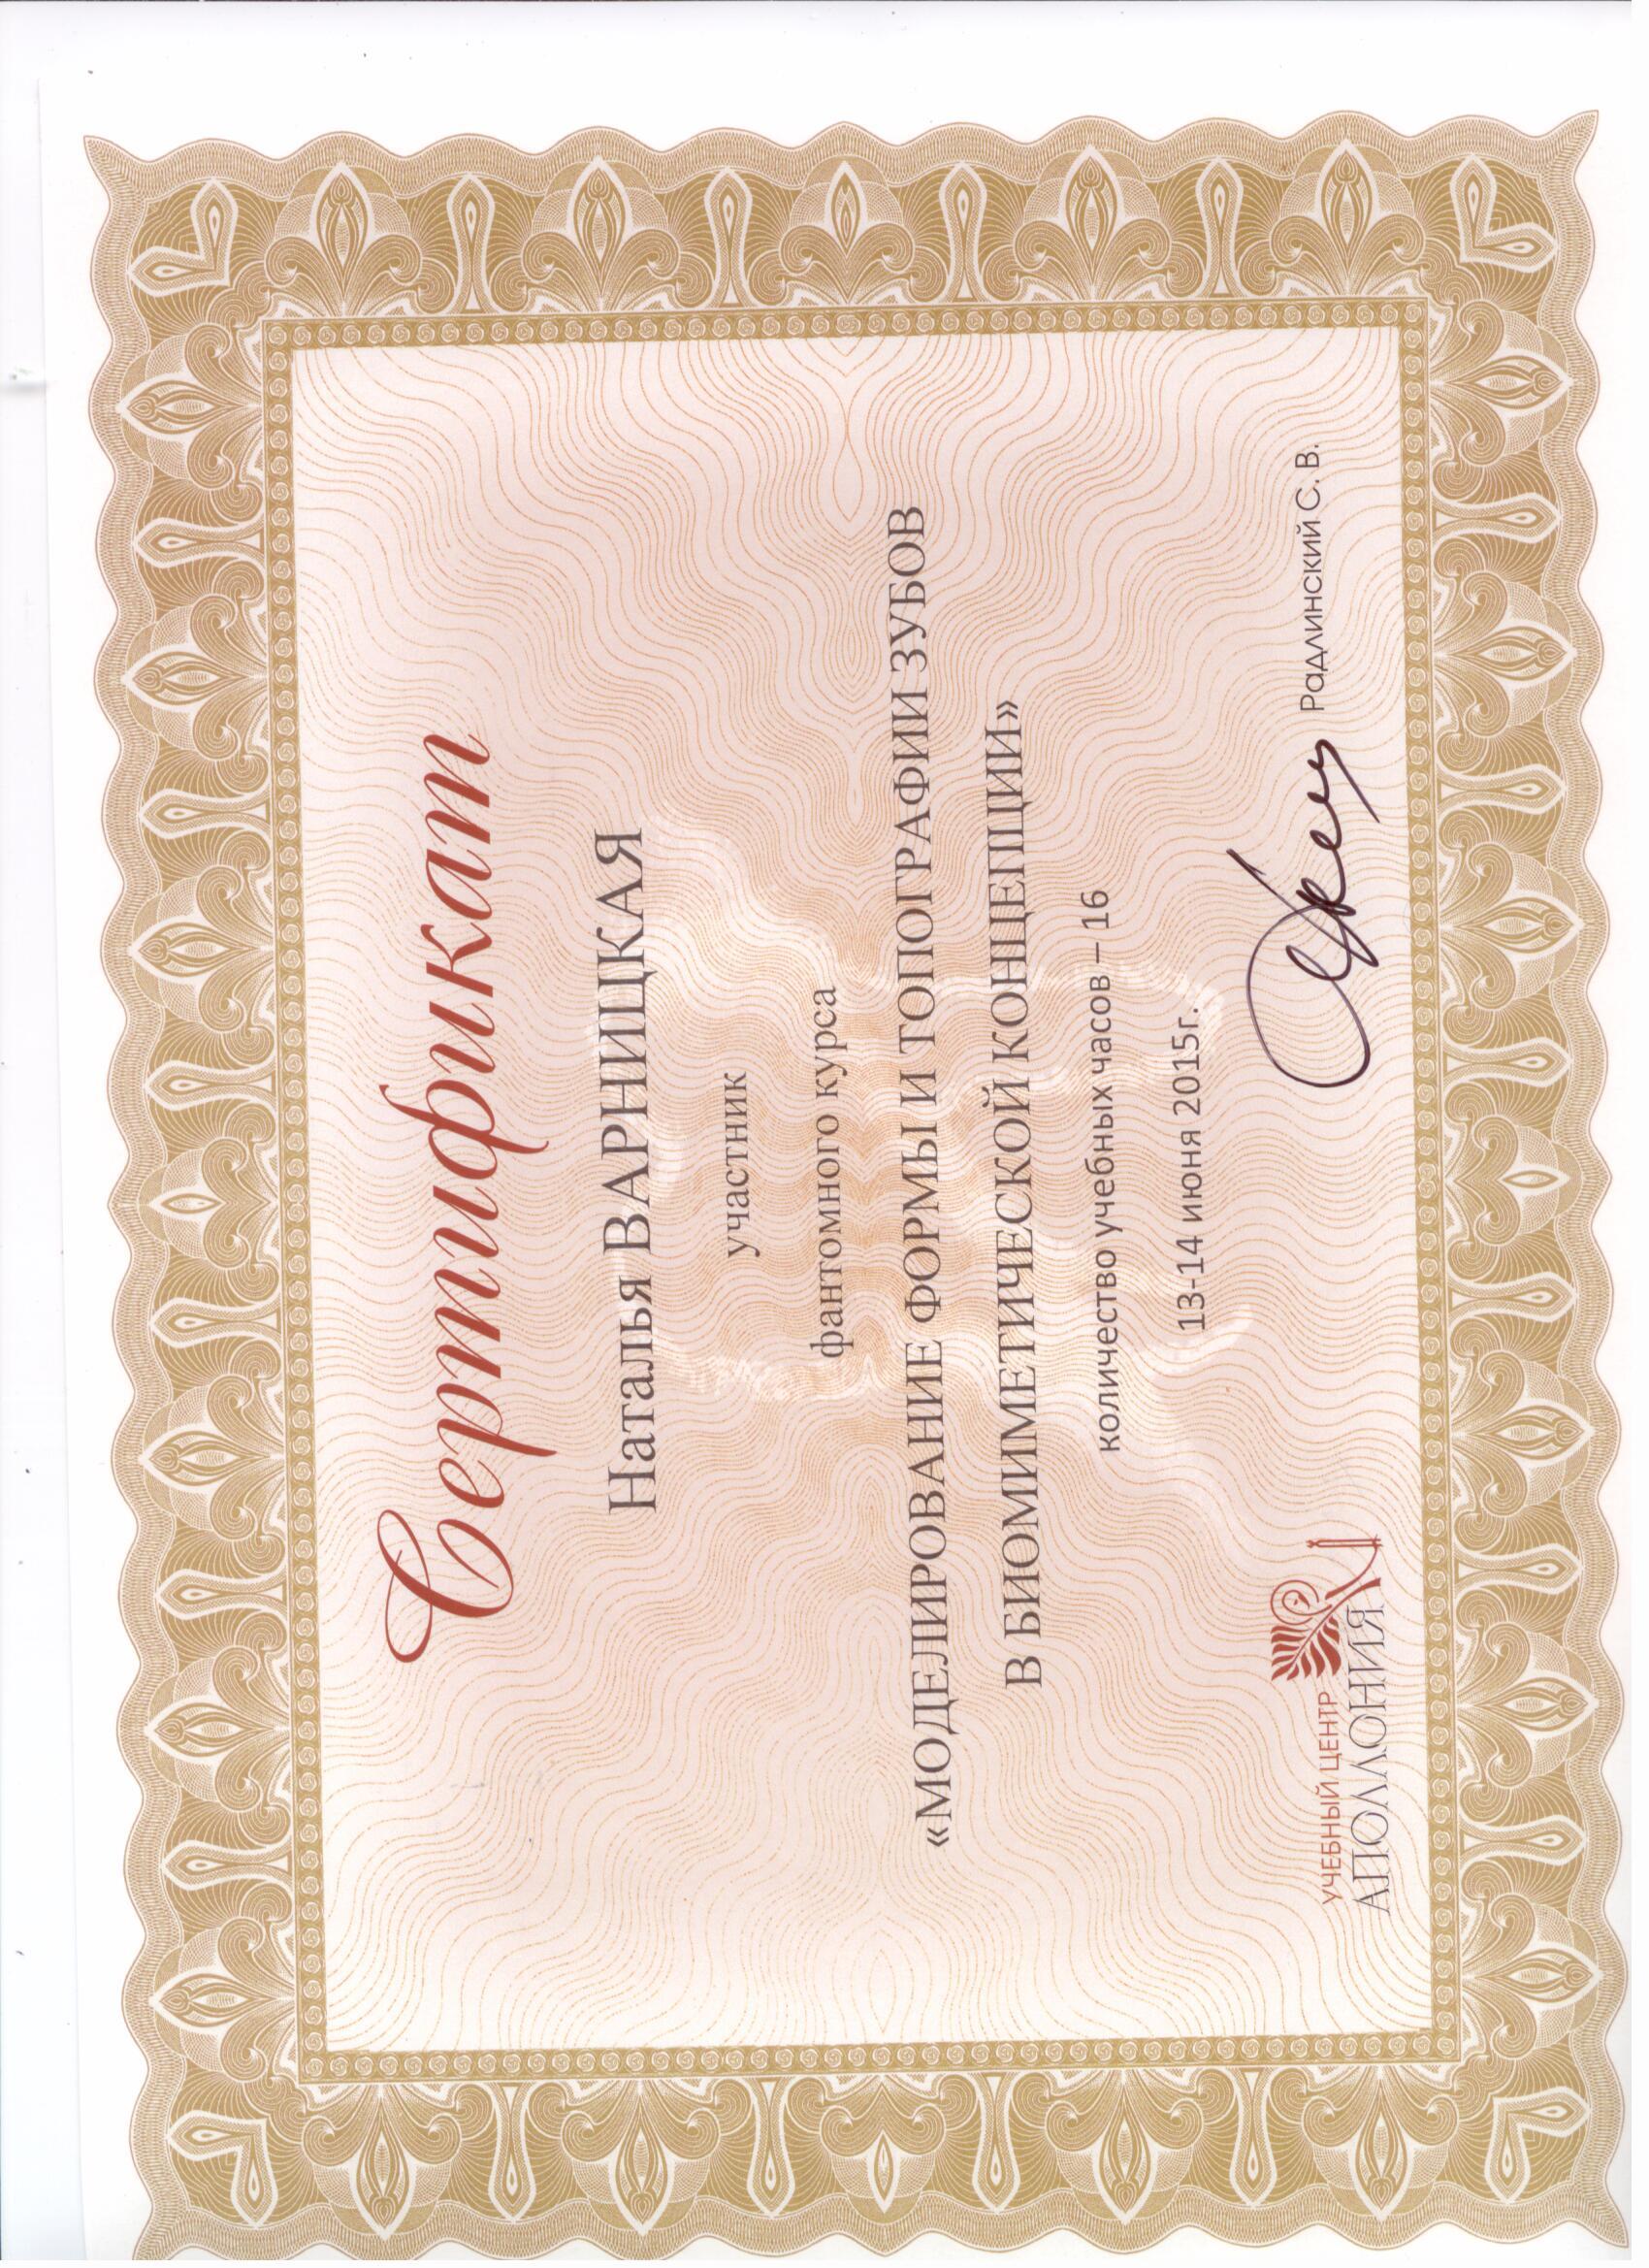 Сертификат
Наталья ВАРНИЦКАЯ
участник
фантомного курса
«МОДЕЛИРОВАНИЕ ФОРМЫ И ТОПОГРАФИИ ЗУБОВ
В БИОМИМЕТИЧЕСКОЙ КОНЦЕПЦИИ»
количество учебных часов – 16
13-14 июня 2015г.
УЧЕБНЫЙ ЦЕНТР
АПОЛЛОНИЯ
Радлинский С. В.